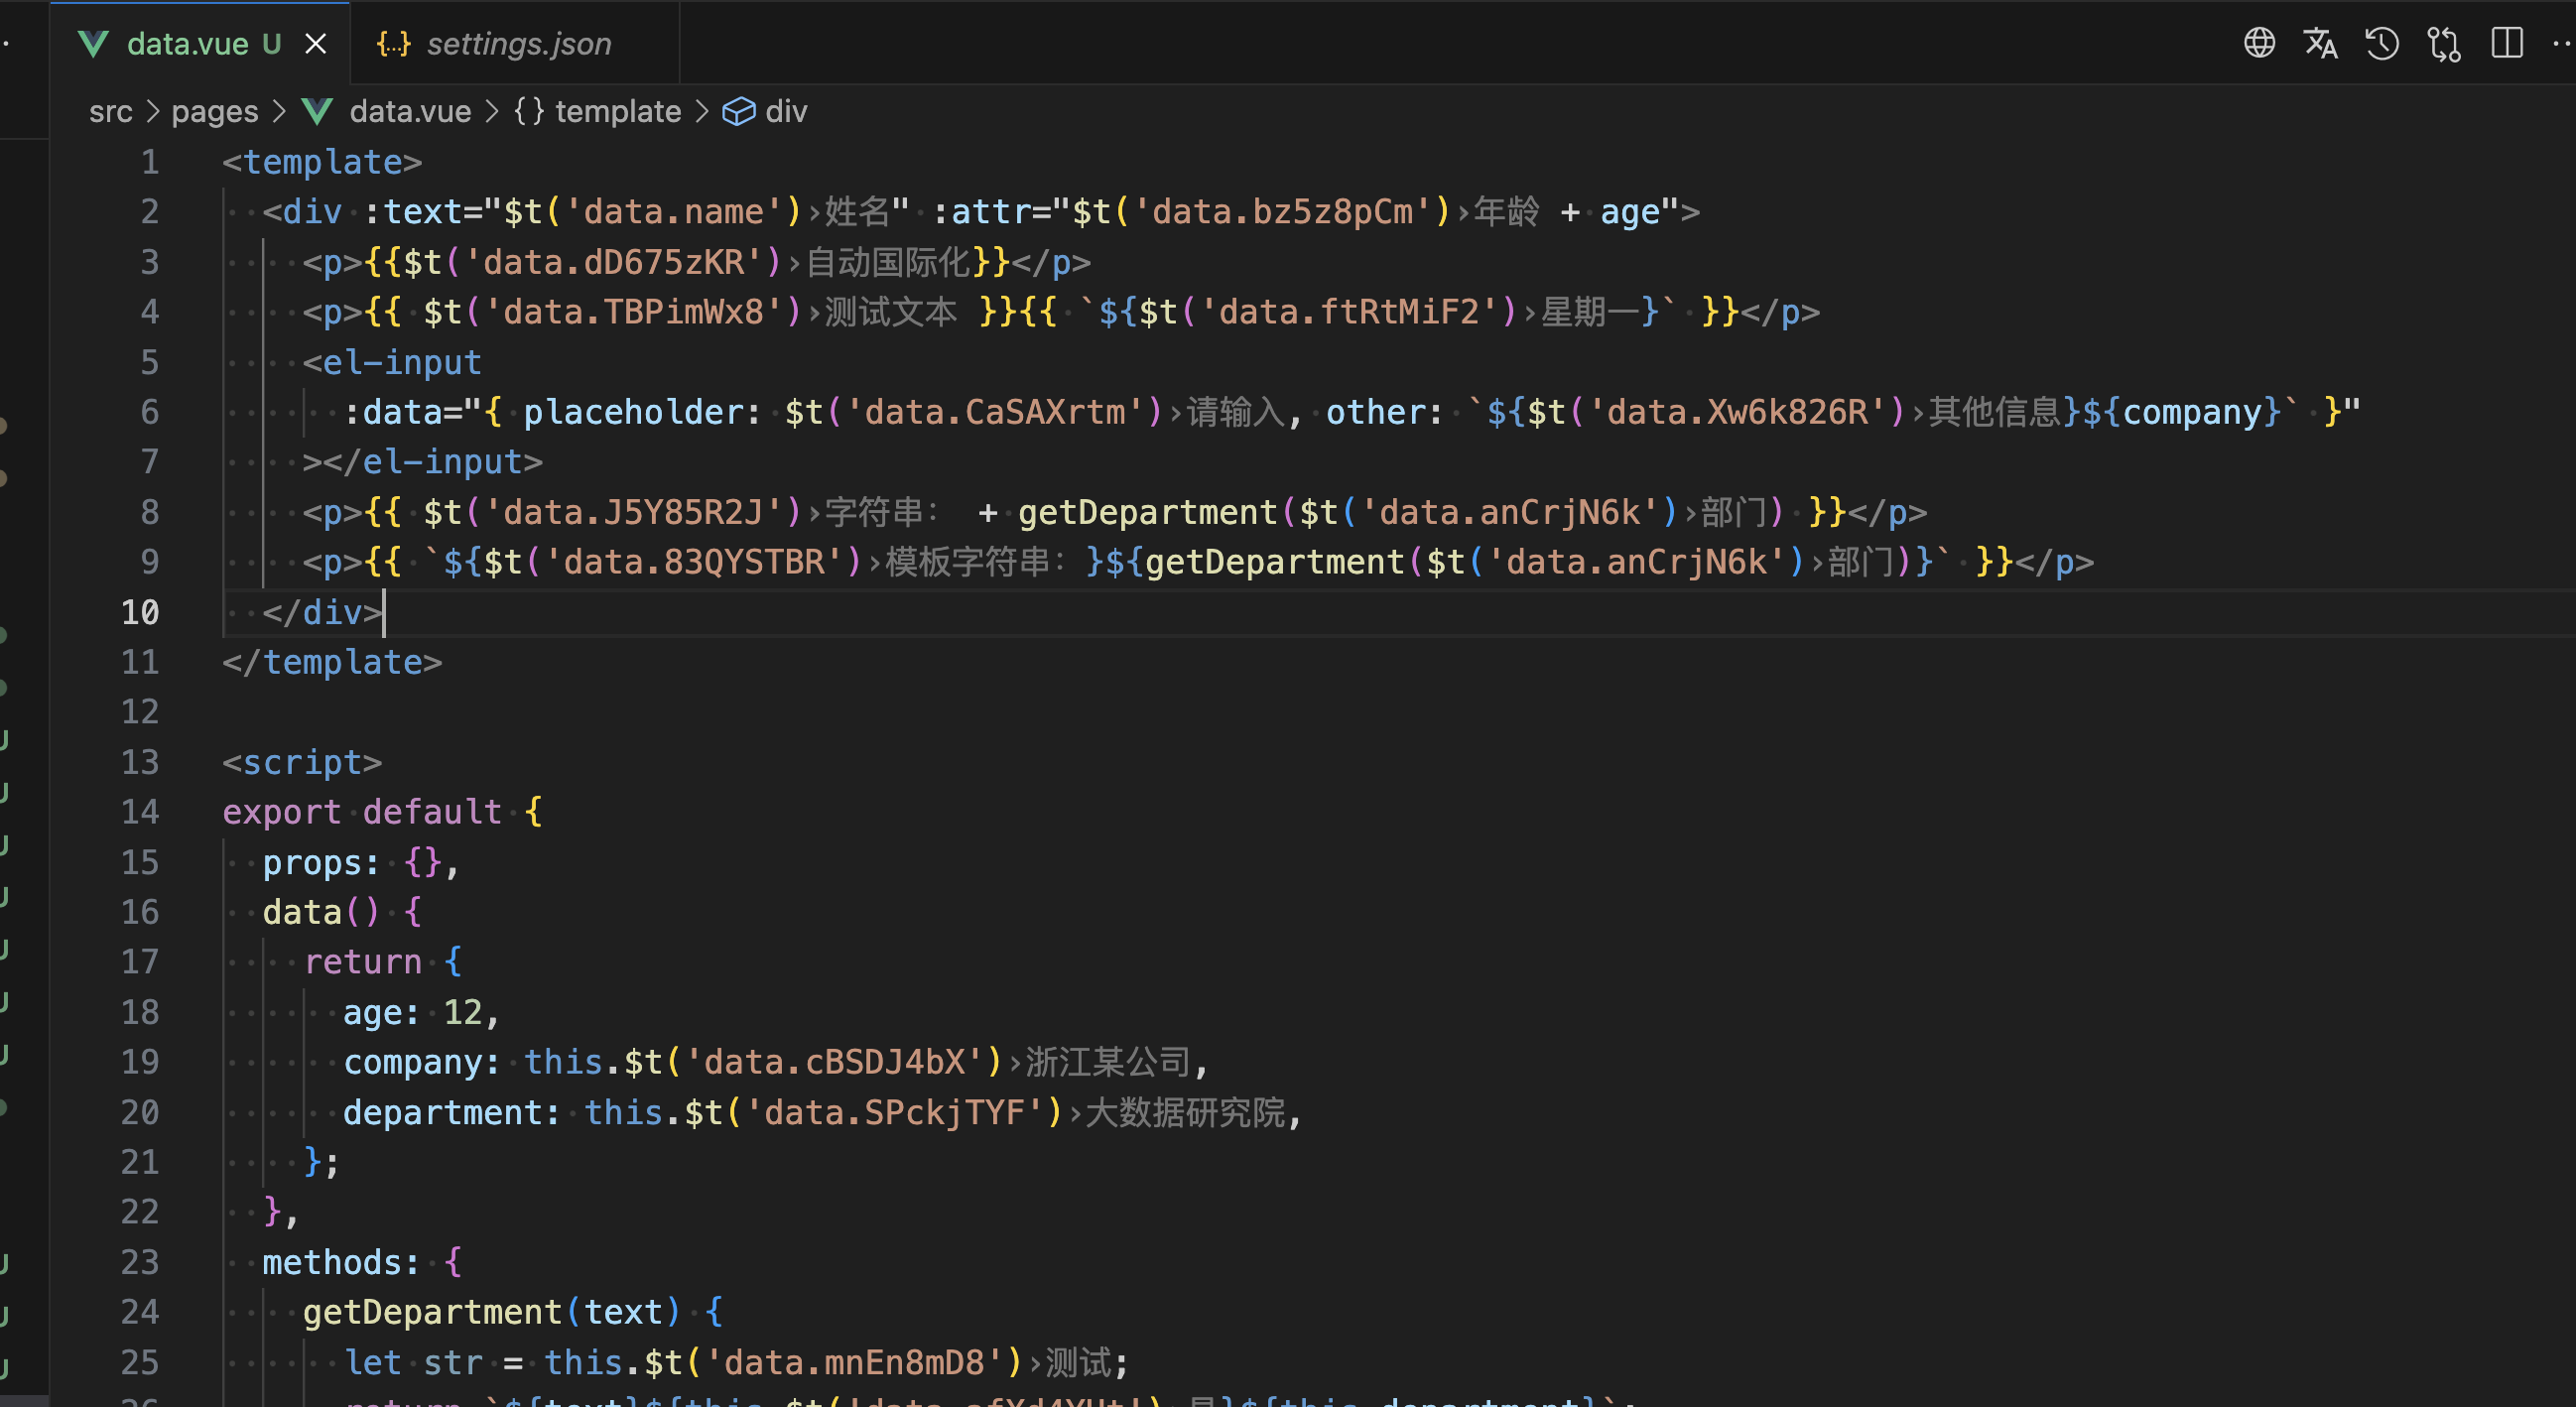 data.vue U settings.json
src > pages > data.vue > {} template > div
1 <template>
2 <div :text="$t('data.name')›姓名" :attr="$t('data.bz5z8pCm')›年龄 + age">
3 <p>{{$t('data.dD675zKR')›自动国际化}}</p>
4 <p>{{ $t('data.TBPimWx8')›测试文本 }}{{ `${$t('data.ftRtMiF2')›星期一}` }}</p>
5 <el-input
6 :data="{ placeholder: $t('data.CaSAXrtm')›请输入, other: `${$t('data.Xw6k826R')›其他信息}${company}` }"
7 ></el-input>
8 <p>{{ $t('data.J5Y85R2J')›字符串： + getDepartment($t('data.anCrjN6k')›部门) }}</p>
9 <p>{{ `${$t('data.83QYSTBR')›模板字符串：}${getDepartment($t('data.anCrjN6k')›部门)}` }}</p>
10 </div>
11 </template>
12
13 <script>
14 export default {
15 props: {},
16 data() {
17 return {
18 age: 12,
19 company: this.$t('data.cBSDJ4bX')›浙江某公司,
20 department: this.$t('data.SPckjTYF')›大数据研究院,
21 };
22 },
23 methods: {
24 getDepartment(text) {
25 let str = this.$t('data.mnEn8mD8')›测试;